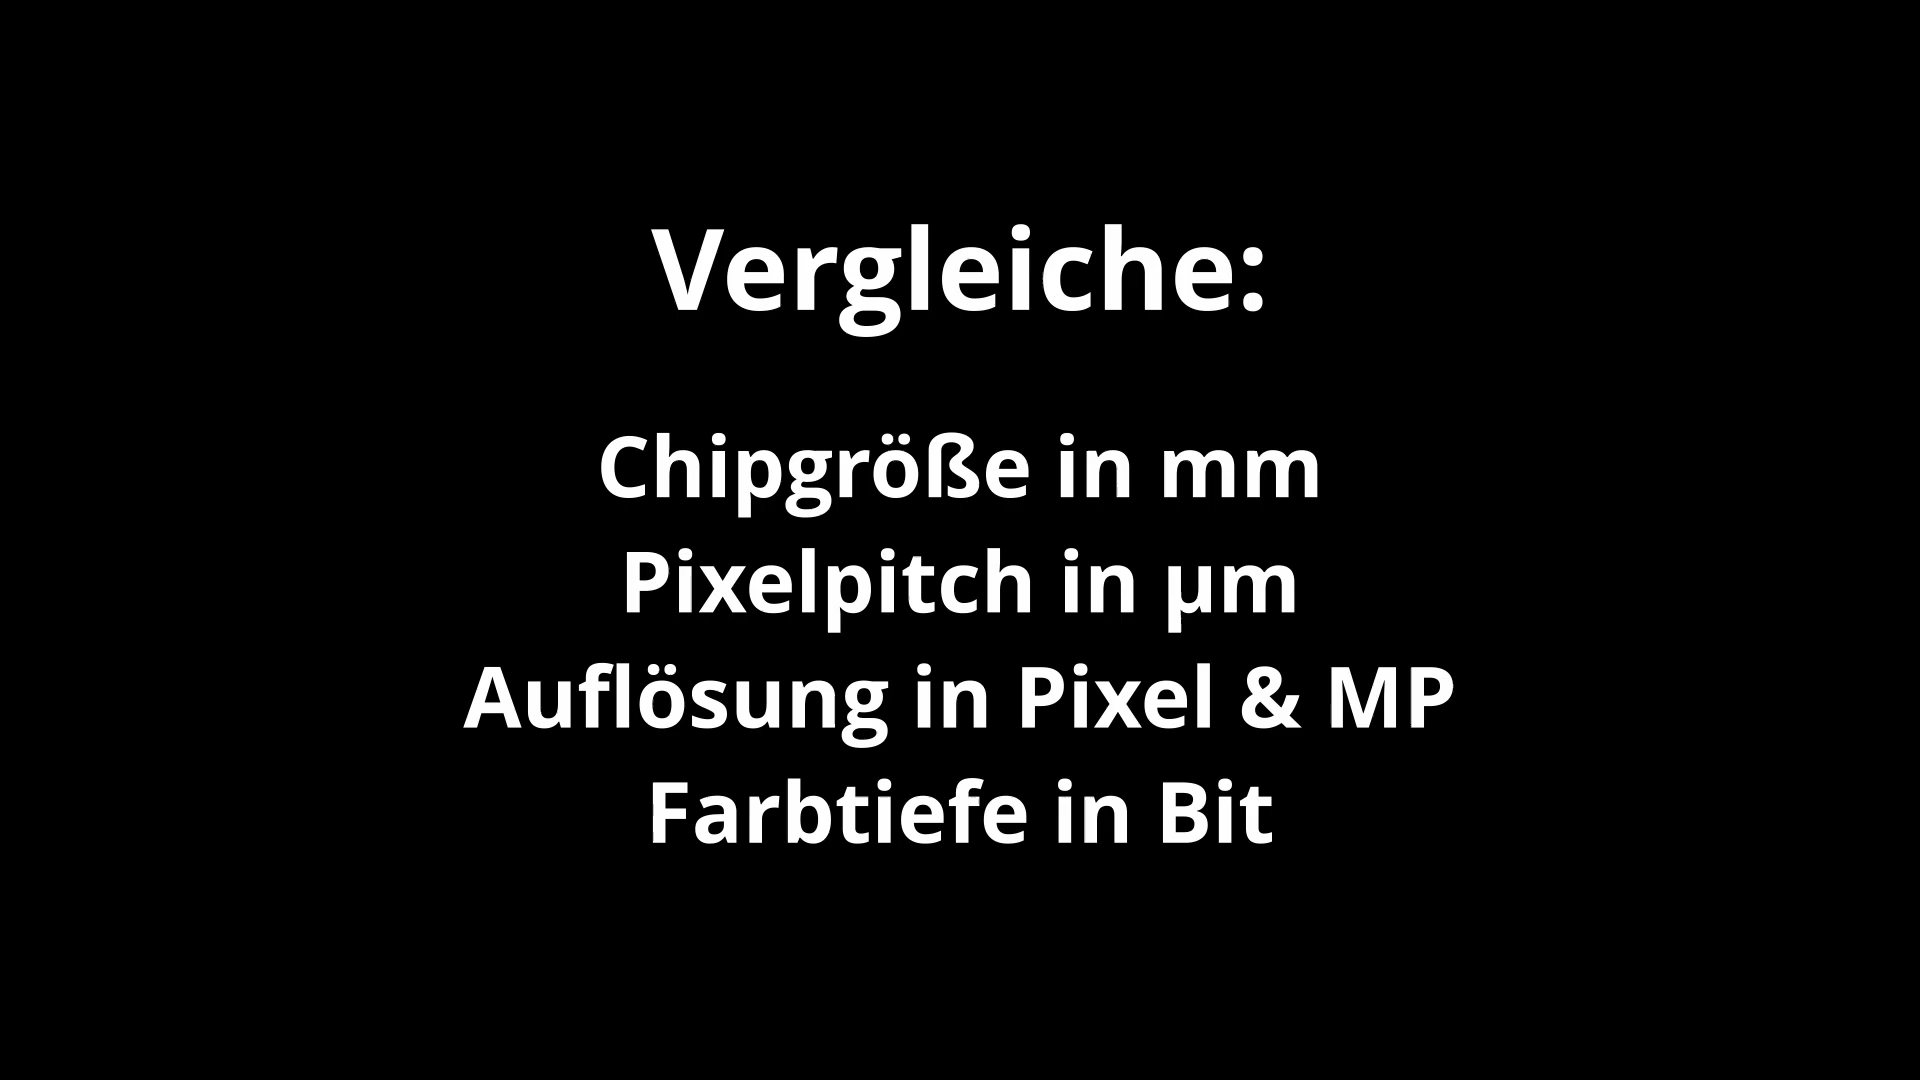 Vergleiche:
Chipgröße in mm
Pixelpitch in µm
Auflösung in Pixel & MP
Farbtiefe in Bit